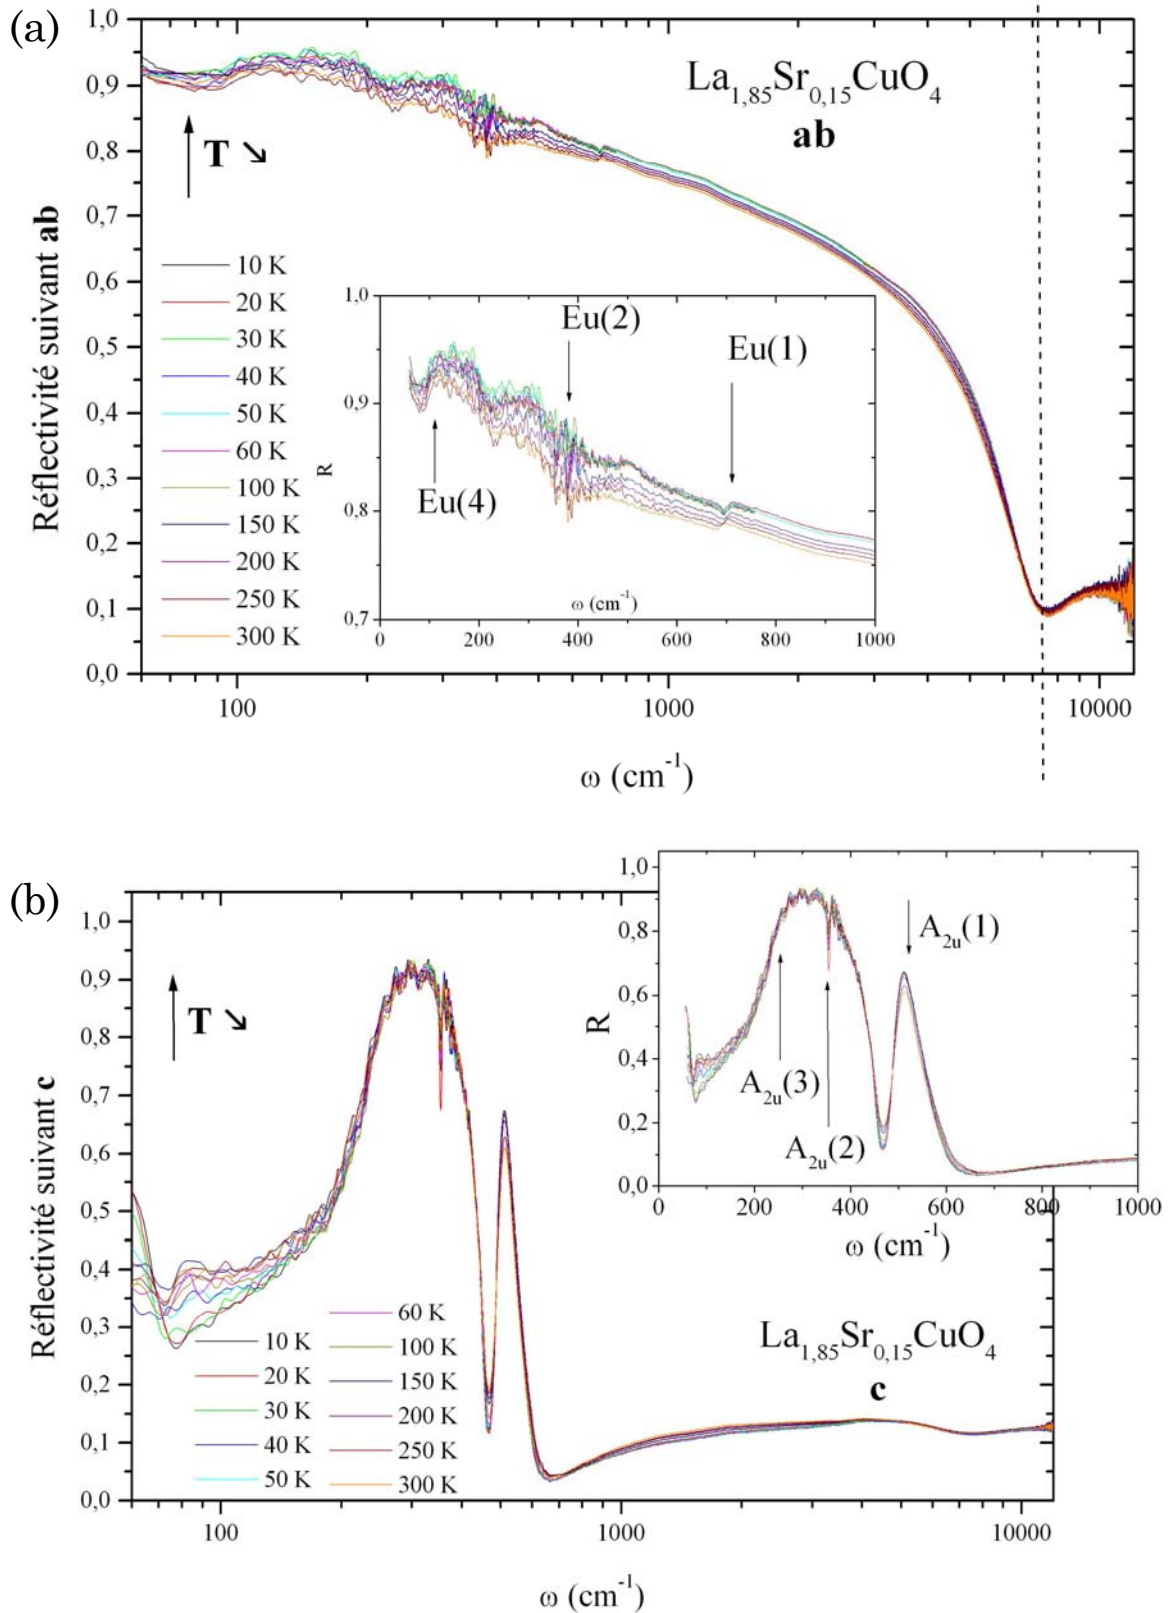 (a)
1,0
0,9
0,8
0,7
0,6
0,5
0,4
0,3
0,2
0,1
0,0
Réflectivité suivant ab
La1,85Sr0,15CuO4
ab
T ↘
10 K
20 K
30 K
40 K
50 K
60 K
100 K
150 K
200 K
250 K
300 K
1,0
0,9
0,8
0,7
R
Eu(2)
Eu(1)
Eu(4)
ω (cm-1)
0 200 400 600 800 1000
100 1000 10000
ω (cm-1)
(b)
1,0
0,9
0,8
0,7
0,6
0,5
0,4
0,3
0,2
0,1
0,0
Réflectivité suivant c
T ↘
1,0
0,8
0,6
0,4
0,2
0,0
R
A2u(1)
A2u(3)
A2u(2)
0 200 400 600 800 1000
ω (cm-1)
10 K
20 K
30 K
40 K
50 K
60 K
100 K
150 K
200 K
250 K
300 K
La1,85Sr0,15CuO4
c
100 1000 10000
ω (cm-1)